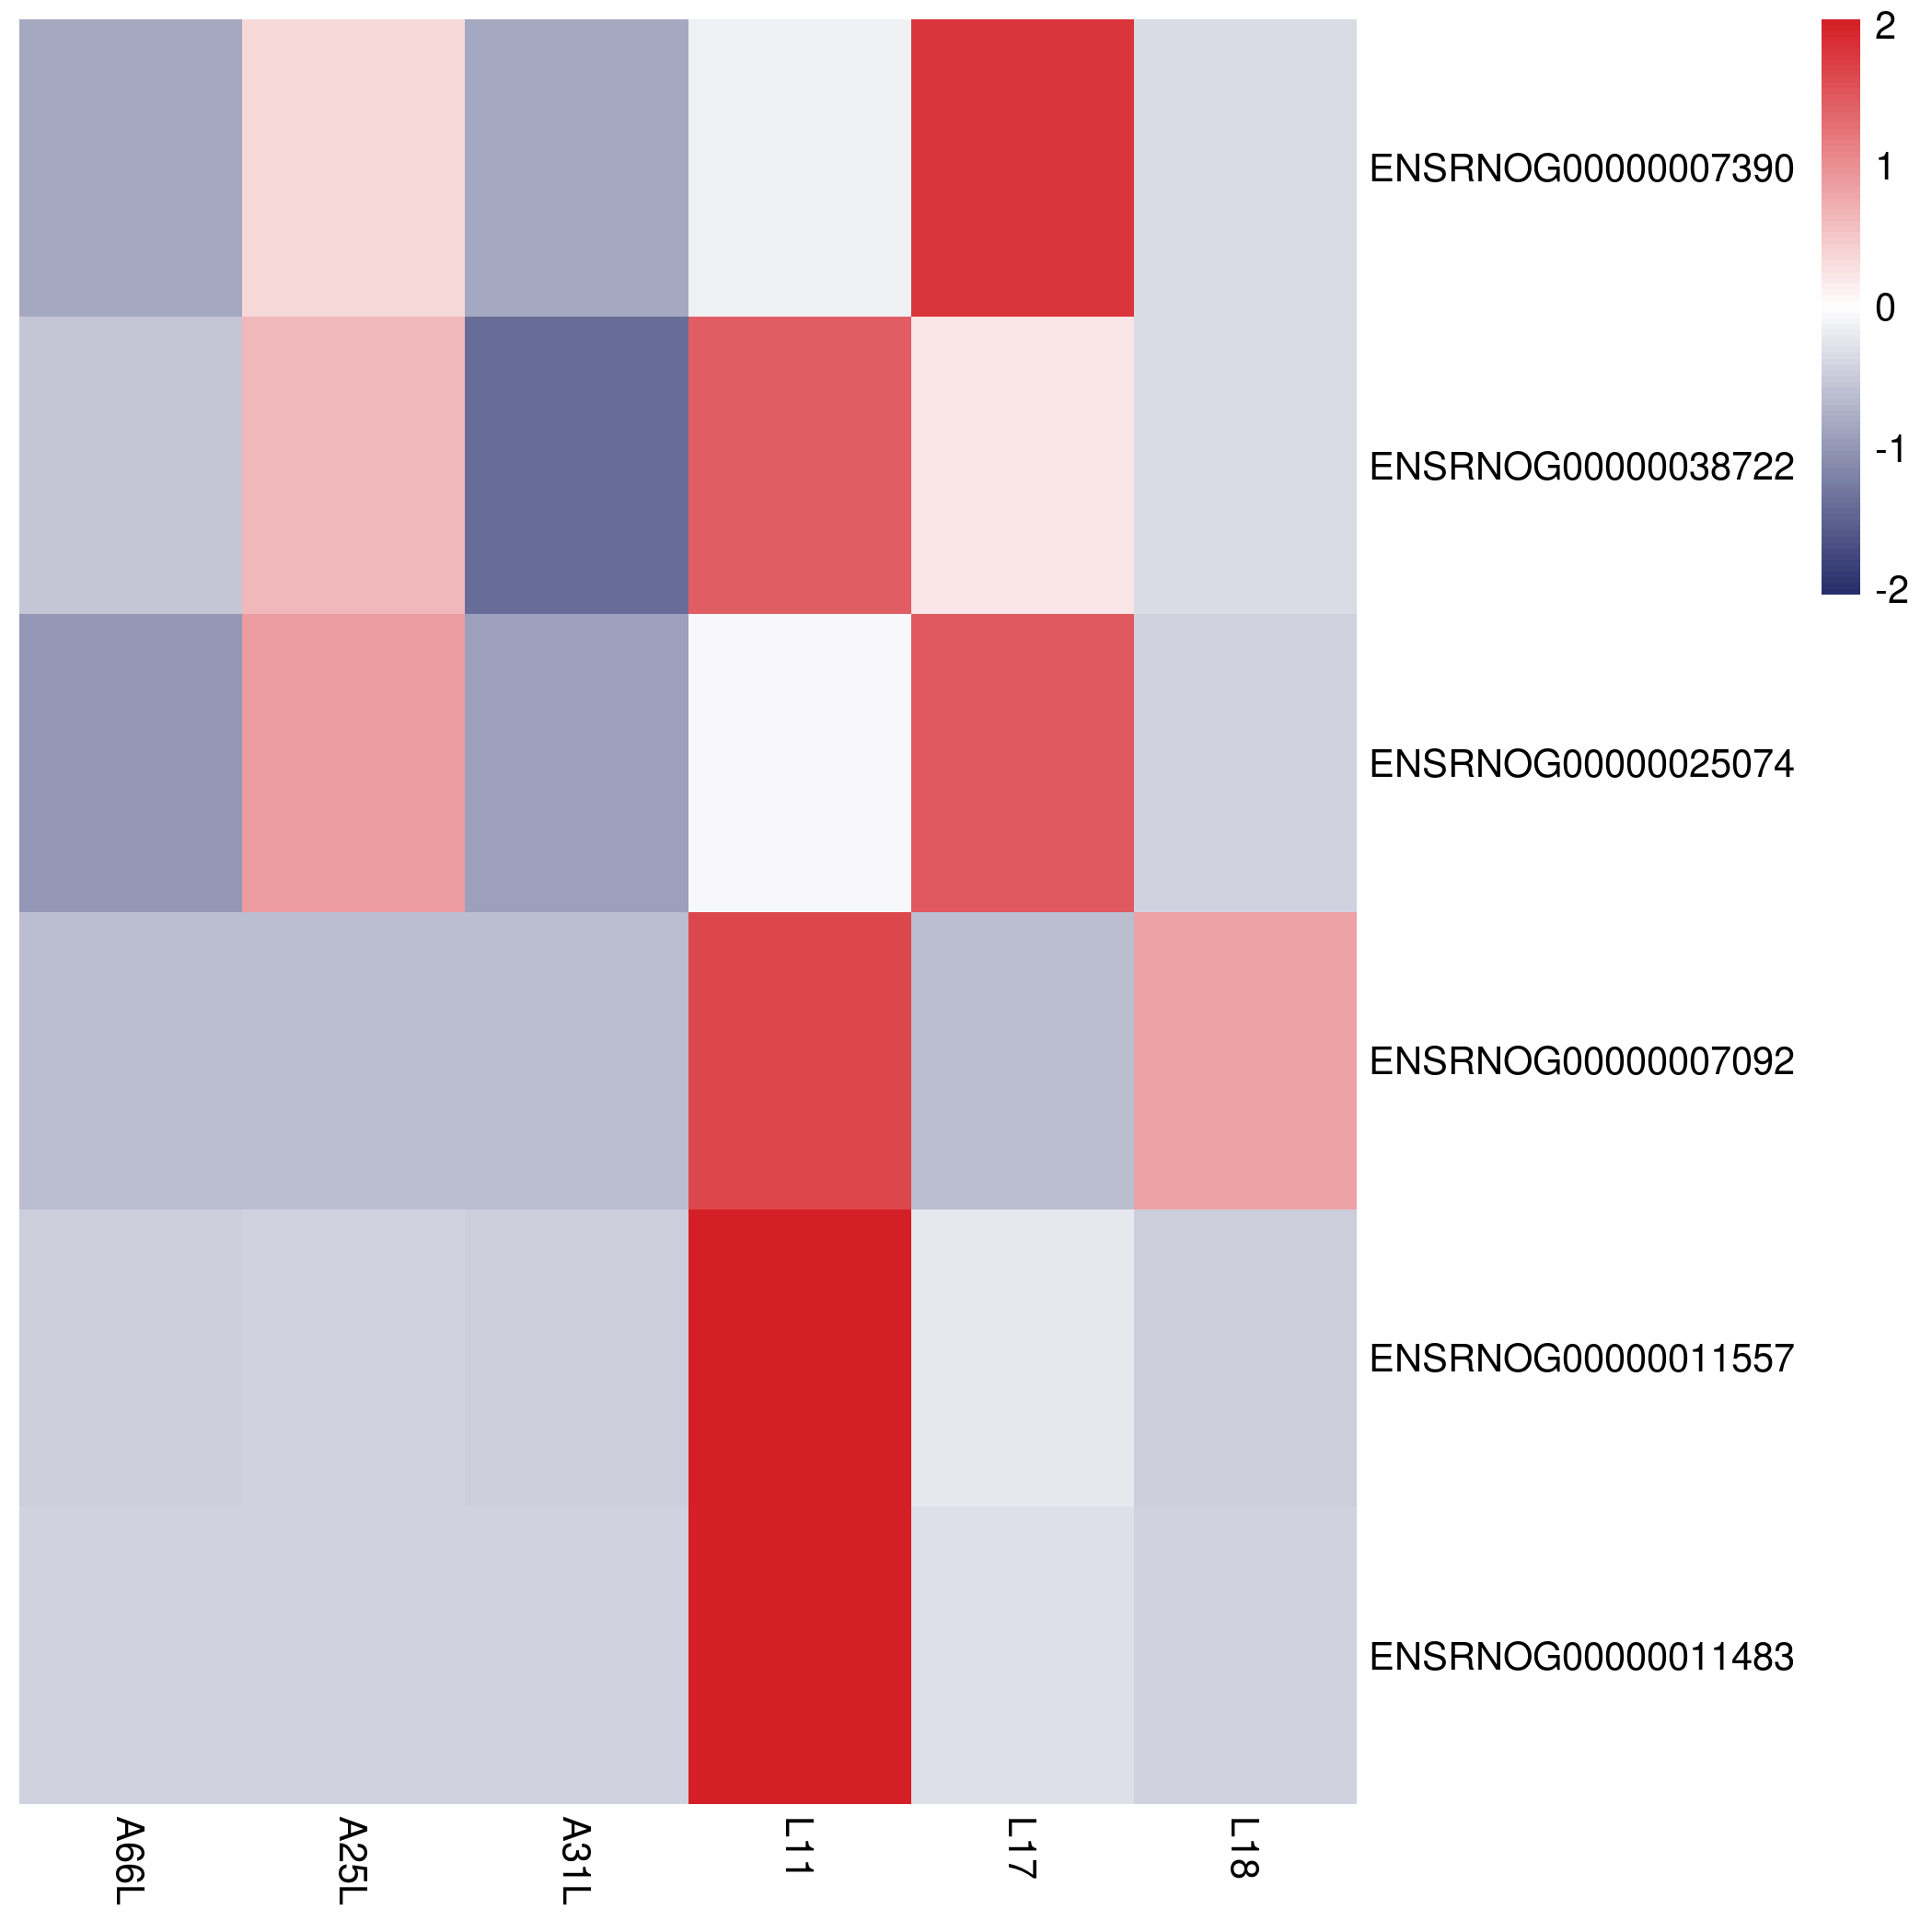 2
1
0
-1
-2
ENSRNOG00000007390
ENSRNOG00000038722
ENSRNOG00000025074
ENSRNOG00000007092
ENSRNOG00000011557
ENSRNOG00000011483
A66L
A25L
A31L
L11
L17
L18